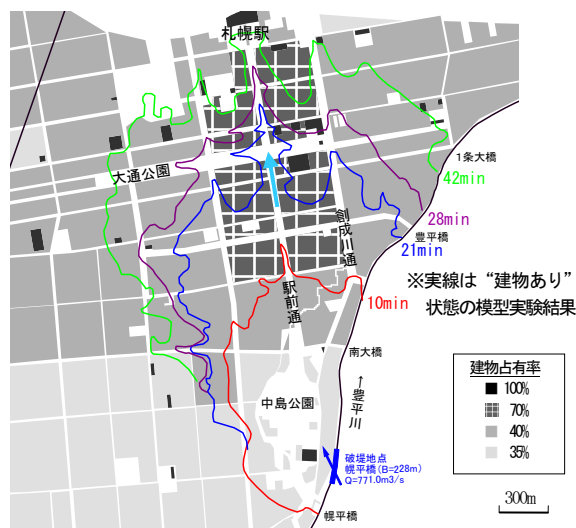 札幌駅
大通公園
1条大橋
42min
28min
豊平橋
21min
創成川通
※実線は“建物あり”
状態の模型実験結果
駅前通
10min
南大橋
建物占有率
100%
70%
40%
35%
中島公園
↑豊平川
破堤地点
幌平橋(B=228m)
Q=771.0m3/s
300m
幌平橋